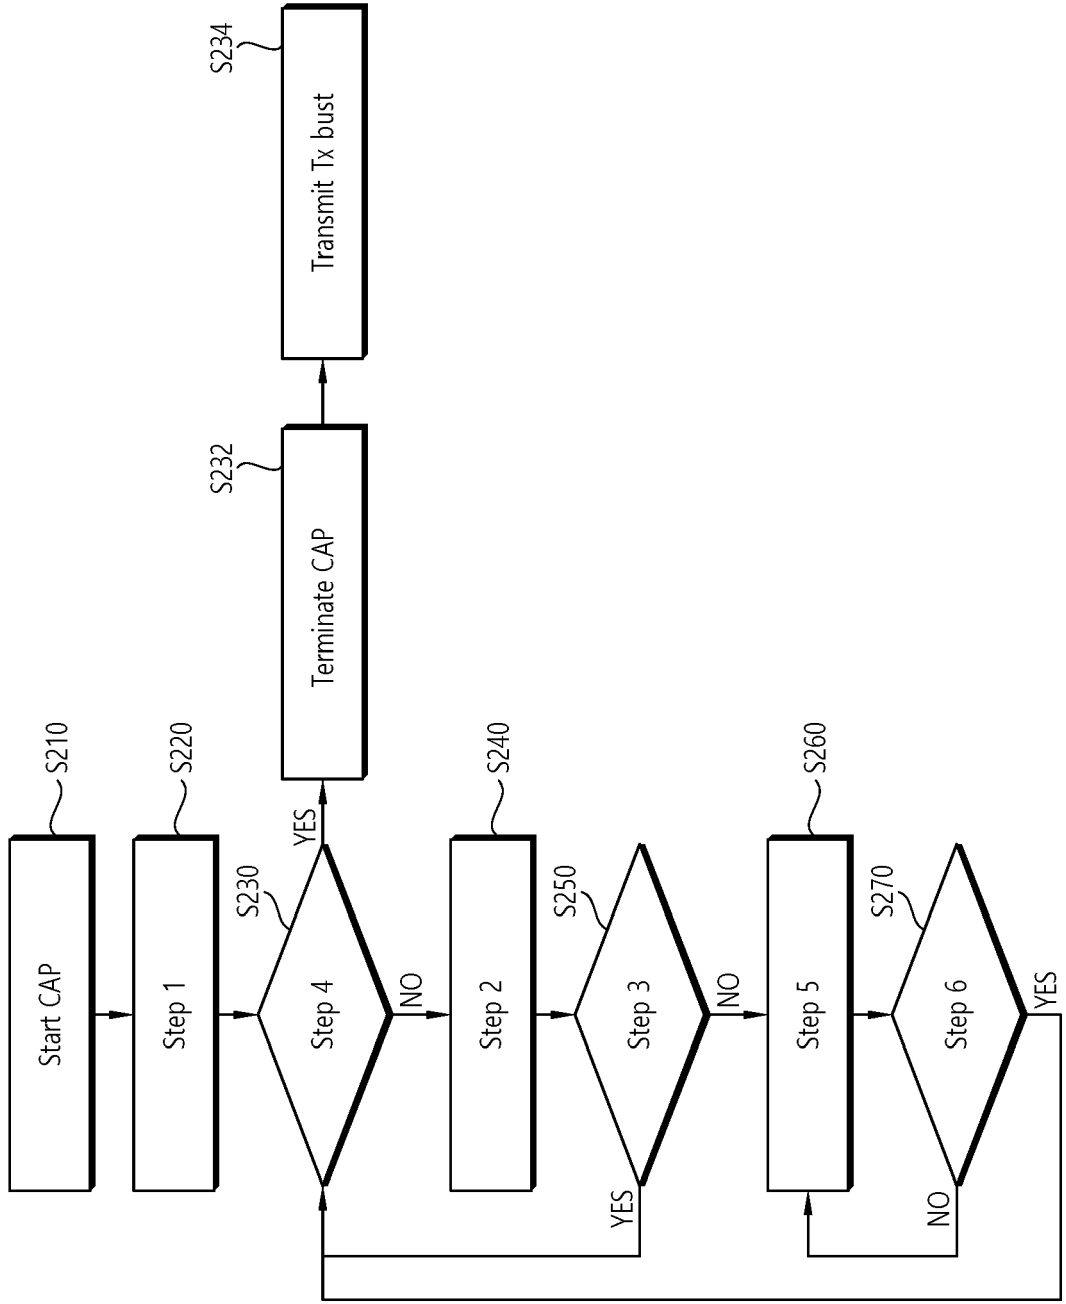 Start CAP
S210
Step 1
S220
Step 4
S230
YES
Terminate CAP
S232
Transmit Tx bust
S234
NO
Step 2
S240
Step 3
S250
YES
NO
Step 5
S260
Step 6
S270
NO
YES